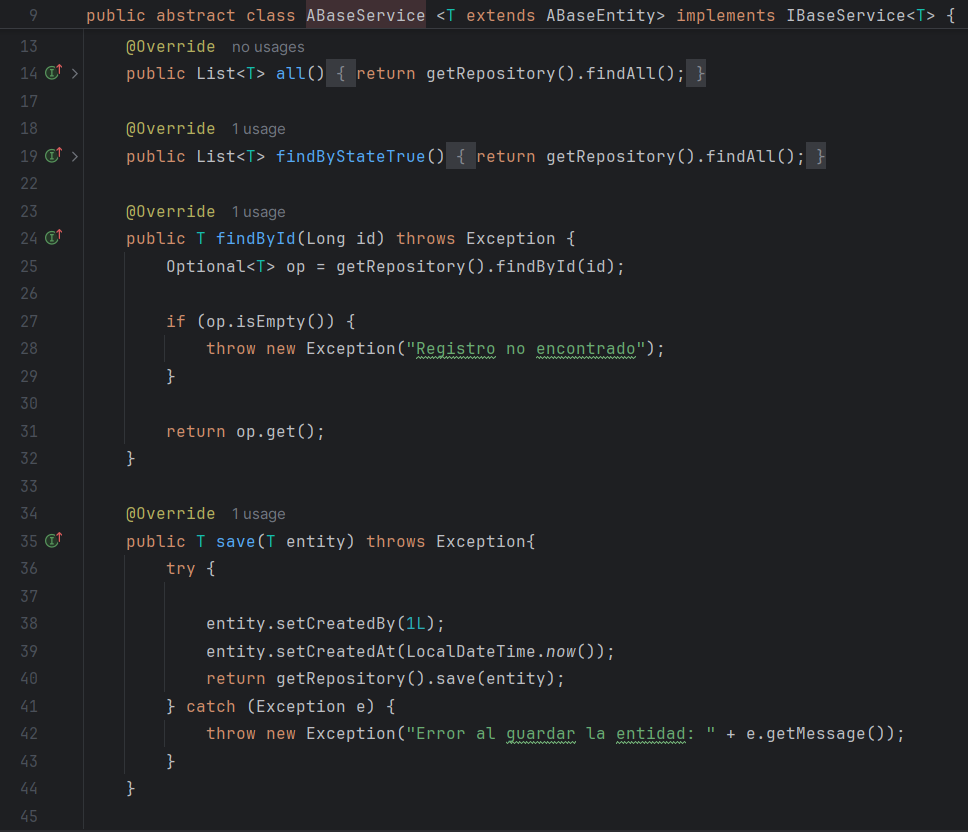 9 public abstract class ABaseService <T extends ABaseEntity> implements IBaseService<T> {
13 @Override no usages
14 public List<T> all() { return getRepository().findAll(); }
17
18 @Override 1 usage
19 public List<T> findByStateTrue() { return getRepository().findAll(); }
22
23 @Override 1 usage
24 public T findById(Long id) throws Exception {
25 Optional<T> op = getRepository().findById(id);
26
27 if (op.isEmpty()) {
28 throw new Exception("Registro no encontrado");
29 }
30
31 return op.get();
32 }
33
34 @Override 1 usage
35 public T save(T entity) throws Exception{
36 try {
37
38 entity.setCreatedBy(1L);
39 entity.setCreatedAt(LocalDateTime.now());
40 return getRepository().save(entity);
41 } catch (Exception e) {
42 throw new Exception("Error al guardar la entidad: " + e.getMessage());
43 }
44 }
45